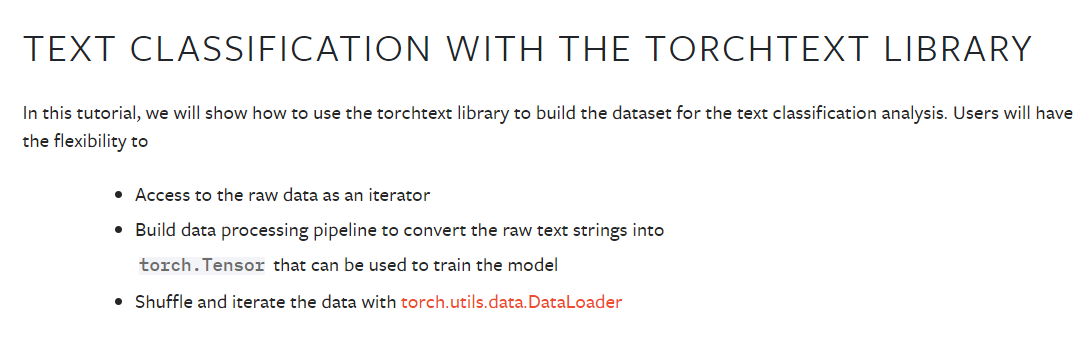 TEXT CLASSIFICATION WITH THE TORCHTEXT LIBRARY
In this tutorial, we will show how to use the torchtext library to build the dataset for the text classification analysis. Users will have
the flexibility to
• Access to the raw data as an iterator
• Build data processing pipeline to convert the raw text strings into
torch.Tensor that can be used to train the model
• Shuffle and iterate the data with torch.utils.data.DataLoader